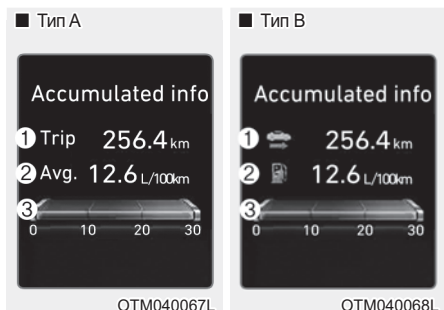 ■ Тип A
Accumulated info
1 Trip 256.4 km
2 Avg. 12.6 L/100km
3
0 10 20 30
OTM040067L
■ Тип B
Accumulated info
1 256.4 km
2 12.6 L/100km
3
0 10 20 30
OTM040068L